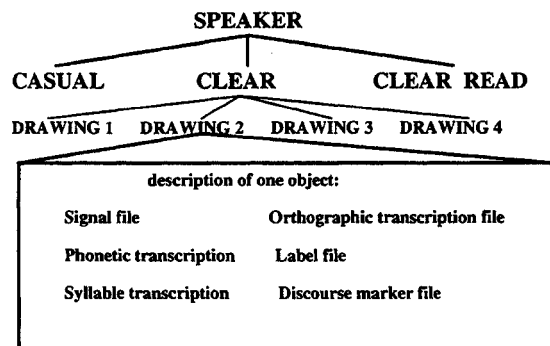 SPEAKER
CASUAL CLEAR CLEAR READ
DRAWING 1 DRAWING 2 DRAWING 3 DRAWING 4
description of one object:
Signal file Orthographic transcription file
Phonetic transcription Label file
Syllable transcription Discourse marker file